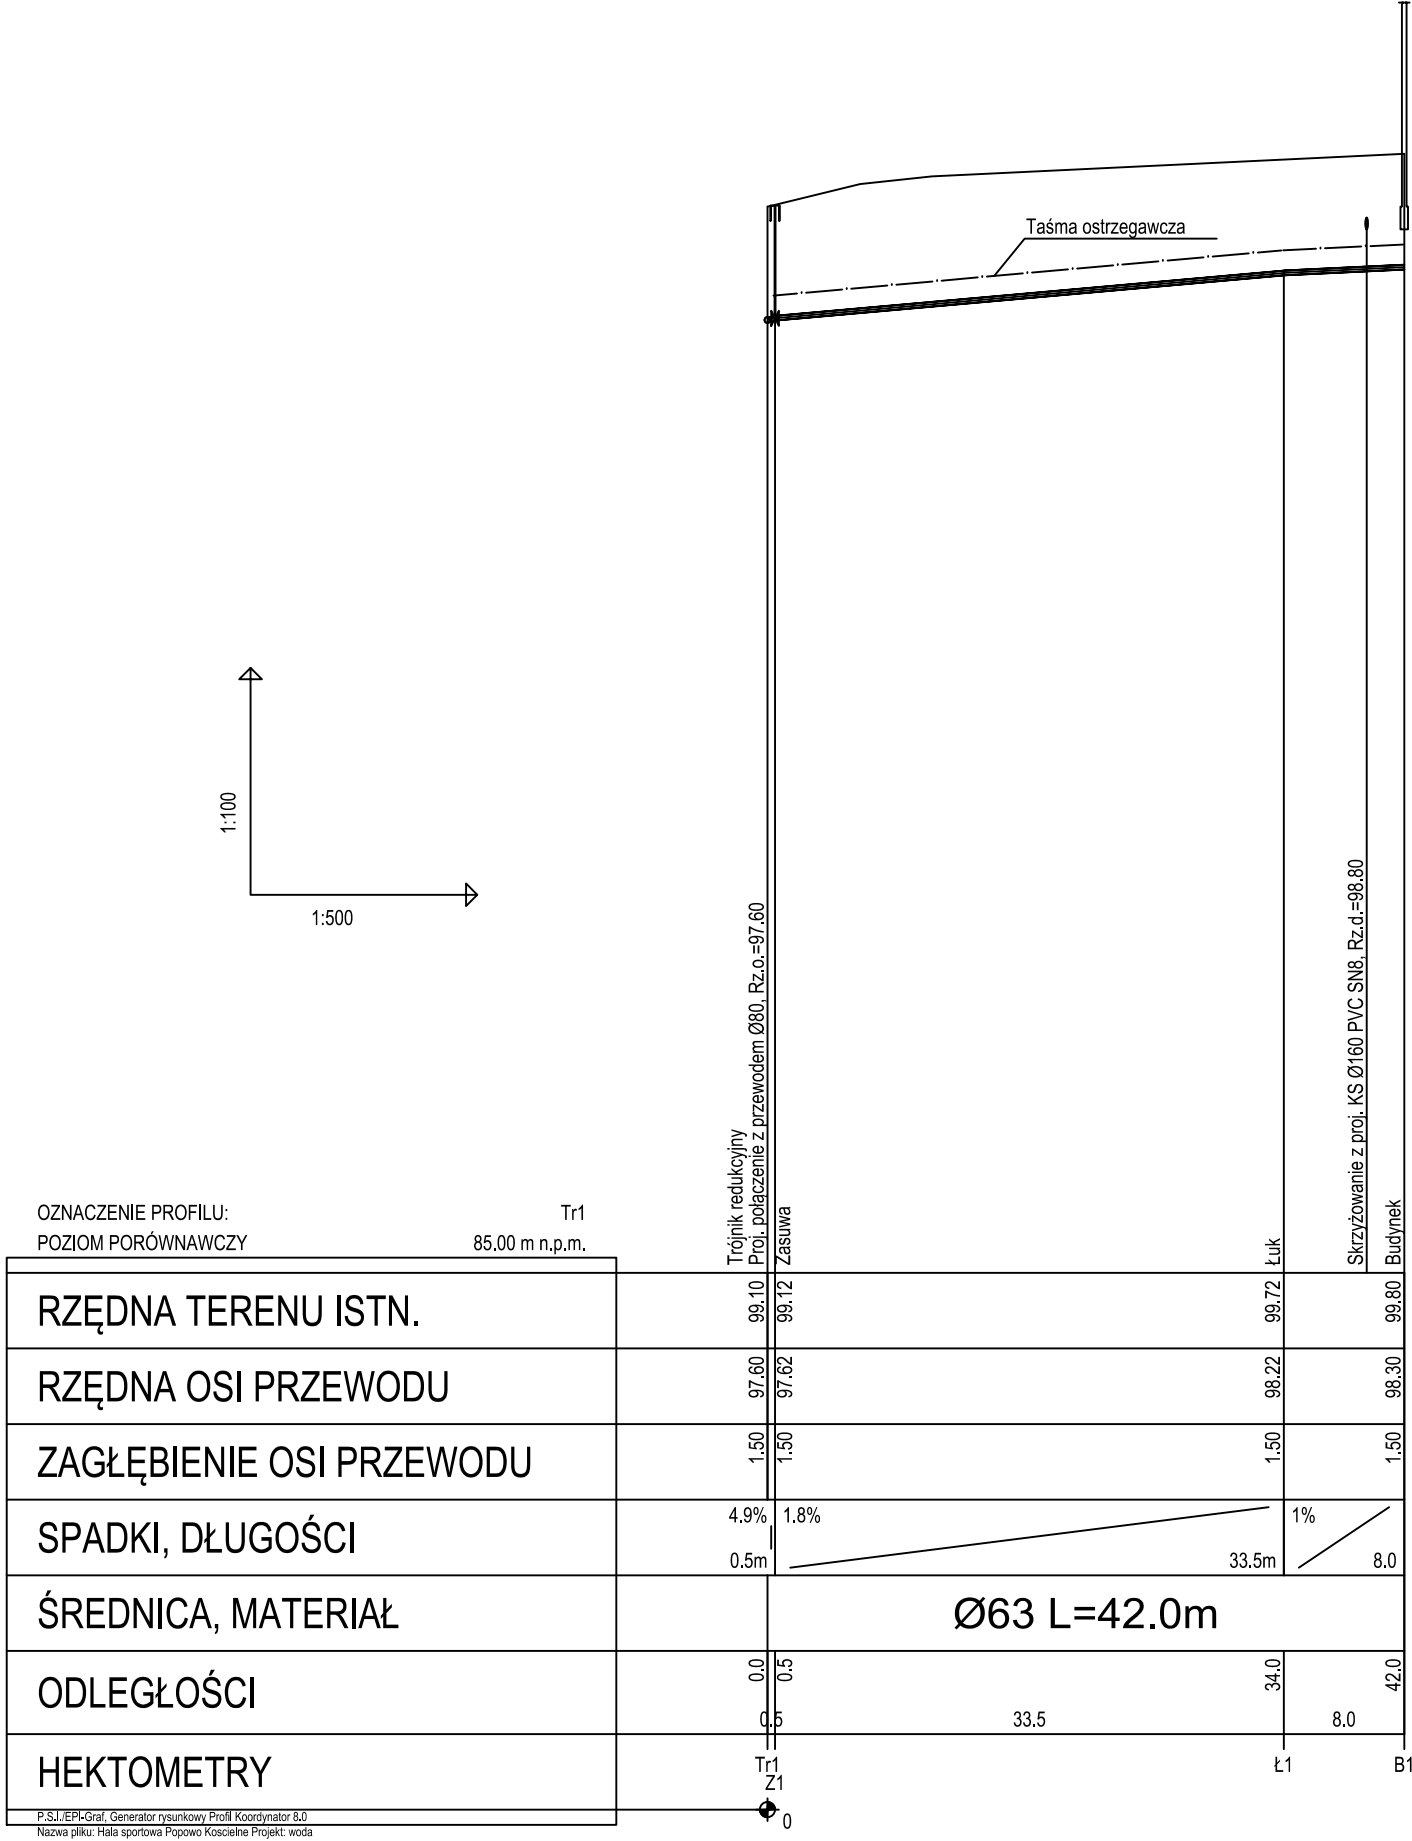 Taśma ostrzegawcza
1:100
1:500
Trójnik redukcyjny
Proj. połączenie z przewodem Ø80, Rz.o.=97.60
Zasuwa
Łuk
Skrzyżowanie z proj. KS Ø160 PVC SN8, Rz.d.=98.80
Budynek
OZNACZENIE PROFILU: Tr1
POZIOM PORÓWNAWCZY 85.00 m n.p.m.
RZĘDNA TERENU ISTN. 99.10 99.12 99.72 99.80
RZĘDNA OSI PRZEWODU 97.60 97.62 98.22 98.30
ZAGŁĘBIENIE OSI PRZEWODU 1.50 1.50 1.50 1.50
SPADKI, DŁUGOŚCI
4.9% 1.8% 1%
0.5m 33.5m 8.0
ŚREDNICA, MATERIAŁ Ø63 L=42.0m
ODLEGŁOŚCI
0.0 0.5 34.0 42.0
0.5 33.5 8.0
HEKTOMETRY
Tr1 Ł1 B1
Z1
0
P.S.I./EPI-Graf, Generator rysunkowy Profil Koordynator 8.0
Nazwa pliku: Hala sportowa Popowo Koscielne Projekt: woda